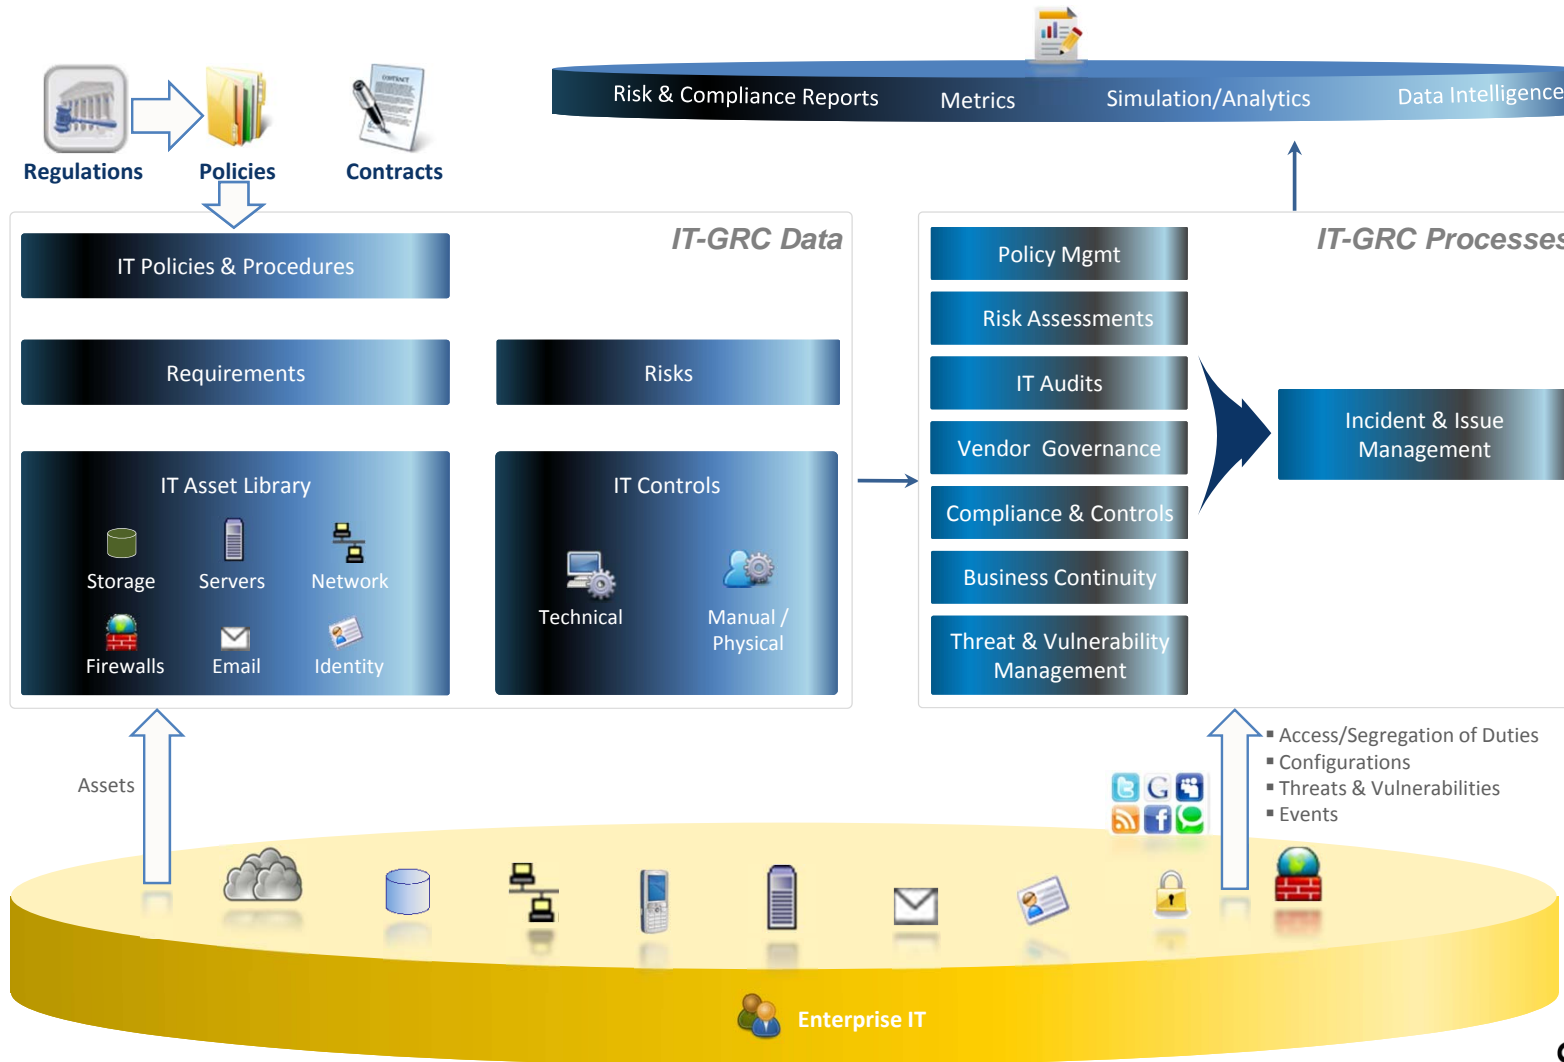 Risk & Compliance Reports
Metrics
Simulation/Analytics
Data Intelligence
CONTRACT
Regulations
Policies
Contracts
IT-GRC Data
IT Policies & Procedures
Requirements
Risks
IT Asset Library
Storage
Servers
Network
Firewalls
Email
Identity
IT Controls
Technical
Manual /
Physical
IT-GRC Processes
Policy Mgmt
Risk Assessments
IT Audits
Vendor Governance
Compliance & Controls
Business Continuity
Threat & Vulnerability
Management
Incident & Issue
Management
Assets
▪ Access/Segregation of Duties
▪ Configurations
▪ Threats & Vulnerabilities
▪ Events
Enterprise IT